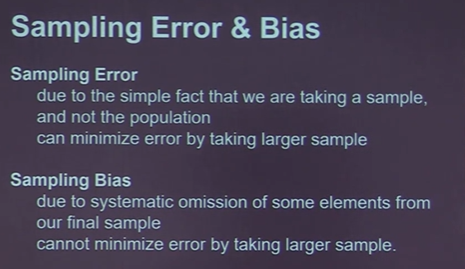 Sampling Error & Bias
Sampling Error
due to the simple fact that we are taking a sample,
and not the population
can minimize error by taking larger sample
Sampling Bias
due to systematic omission of some elements from
our final sample
cannot minimize error by taking larger sample.